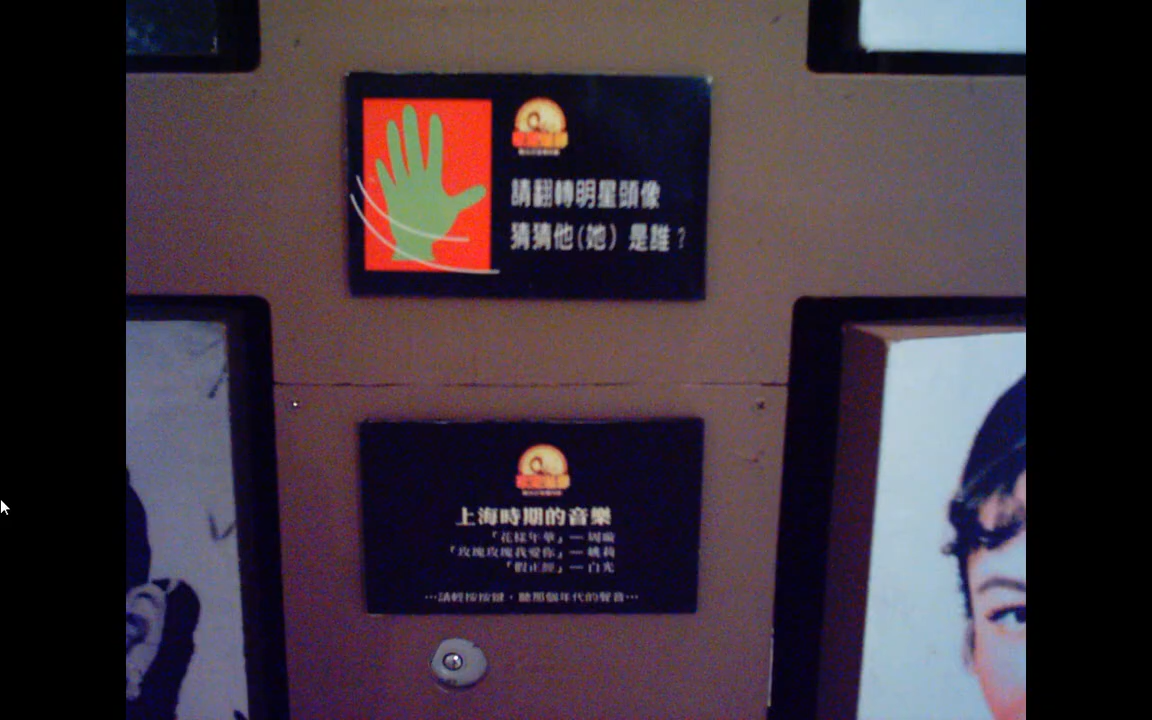 請翻轉明星頭像
猜猜他(她)是誰?
上海時期的音樂
『花樣年華』— 周璇
『玫瑰玫瑰我愛你』— 姚莉
『假正經』— 白光
…請輕按按鍵，聽那個年代的聲音…